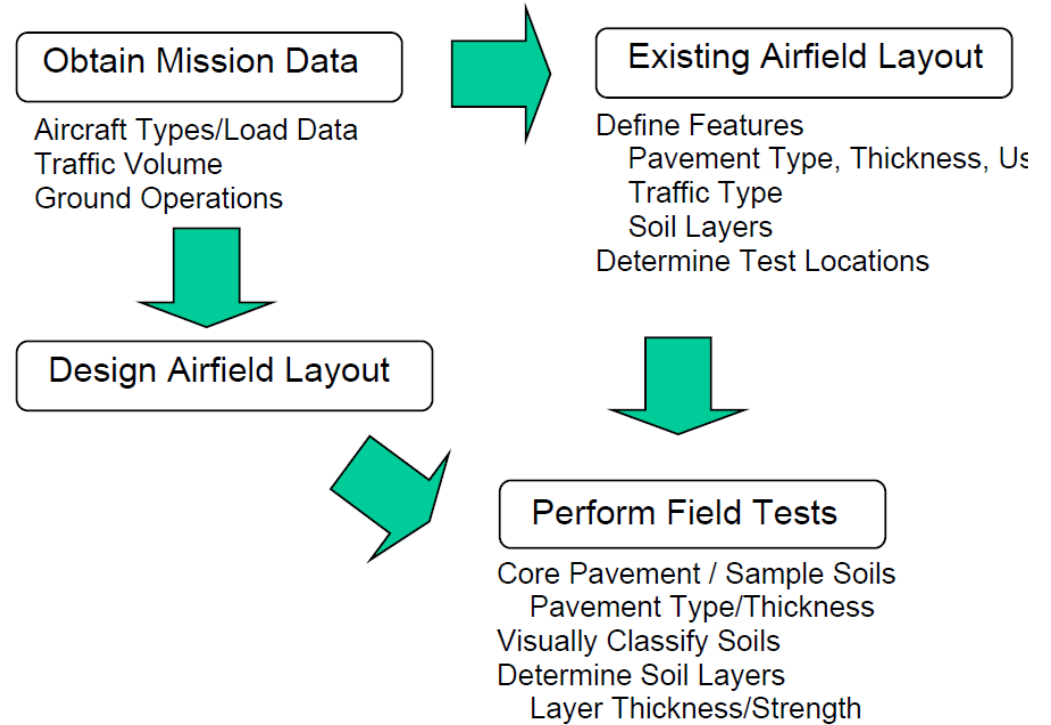 Obtain Mission Data
Aircraft Types/Load Data
Traffic Volume
Ground Operations
Existing Airfield Layout
Define Features
Pavement Type, Thickness,
Traffic Type
Soil Layers
Determine Test Locations
Design Airfield Layout
Perform Field Tests
Core Pavement / Sample Soils
Pavement Type/Thickness
Visually Classify Soils
Determine Soil Layers
Layer Thickness/Strength